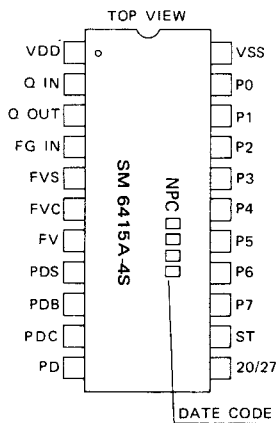 TOP VIEW
VDD
VSS
Q IN
P0
Q OUT
P1
FG IN
P2
FVS
P3
FVC
P4
FV
P5
PDS
P6
PDB
P7
PDC
ST
PD
20/27
SM 6415A-4S
NPC
DATE CODE